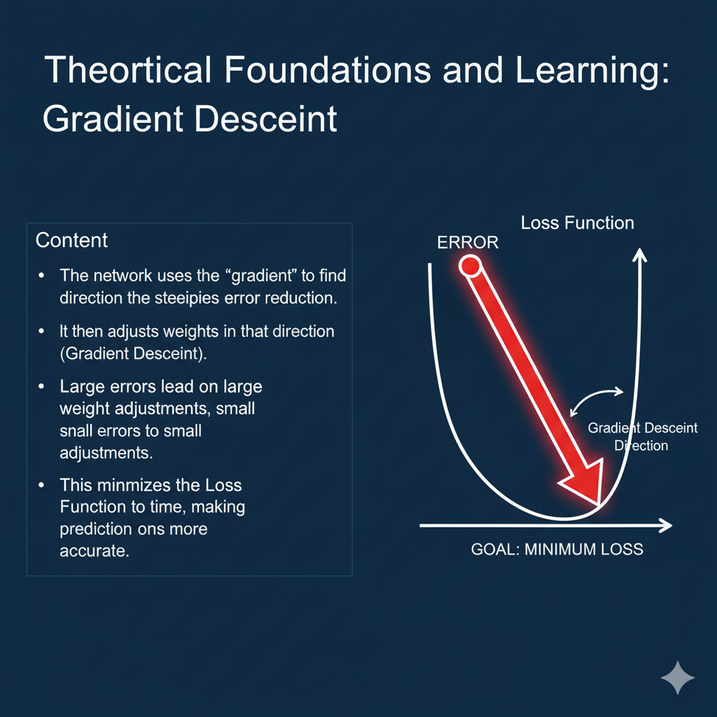 Theortical Foundations and Learning:
Gradient Desceint
Content
• The network uses the “gradient” to find
direction the steeipies error reduction.
• It then adjusts weights in that direction
(Gradient Desceint).
• Large errors lead on large
weight adjustments, small
snall errors to small
adjustments.
• This minmizes the Loss
Function to time, making
prediction ons more
accurate.
Loss Function
ERROR
Gradient Desceint
Direction
GOAL: MINIMUM LOSS